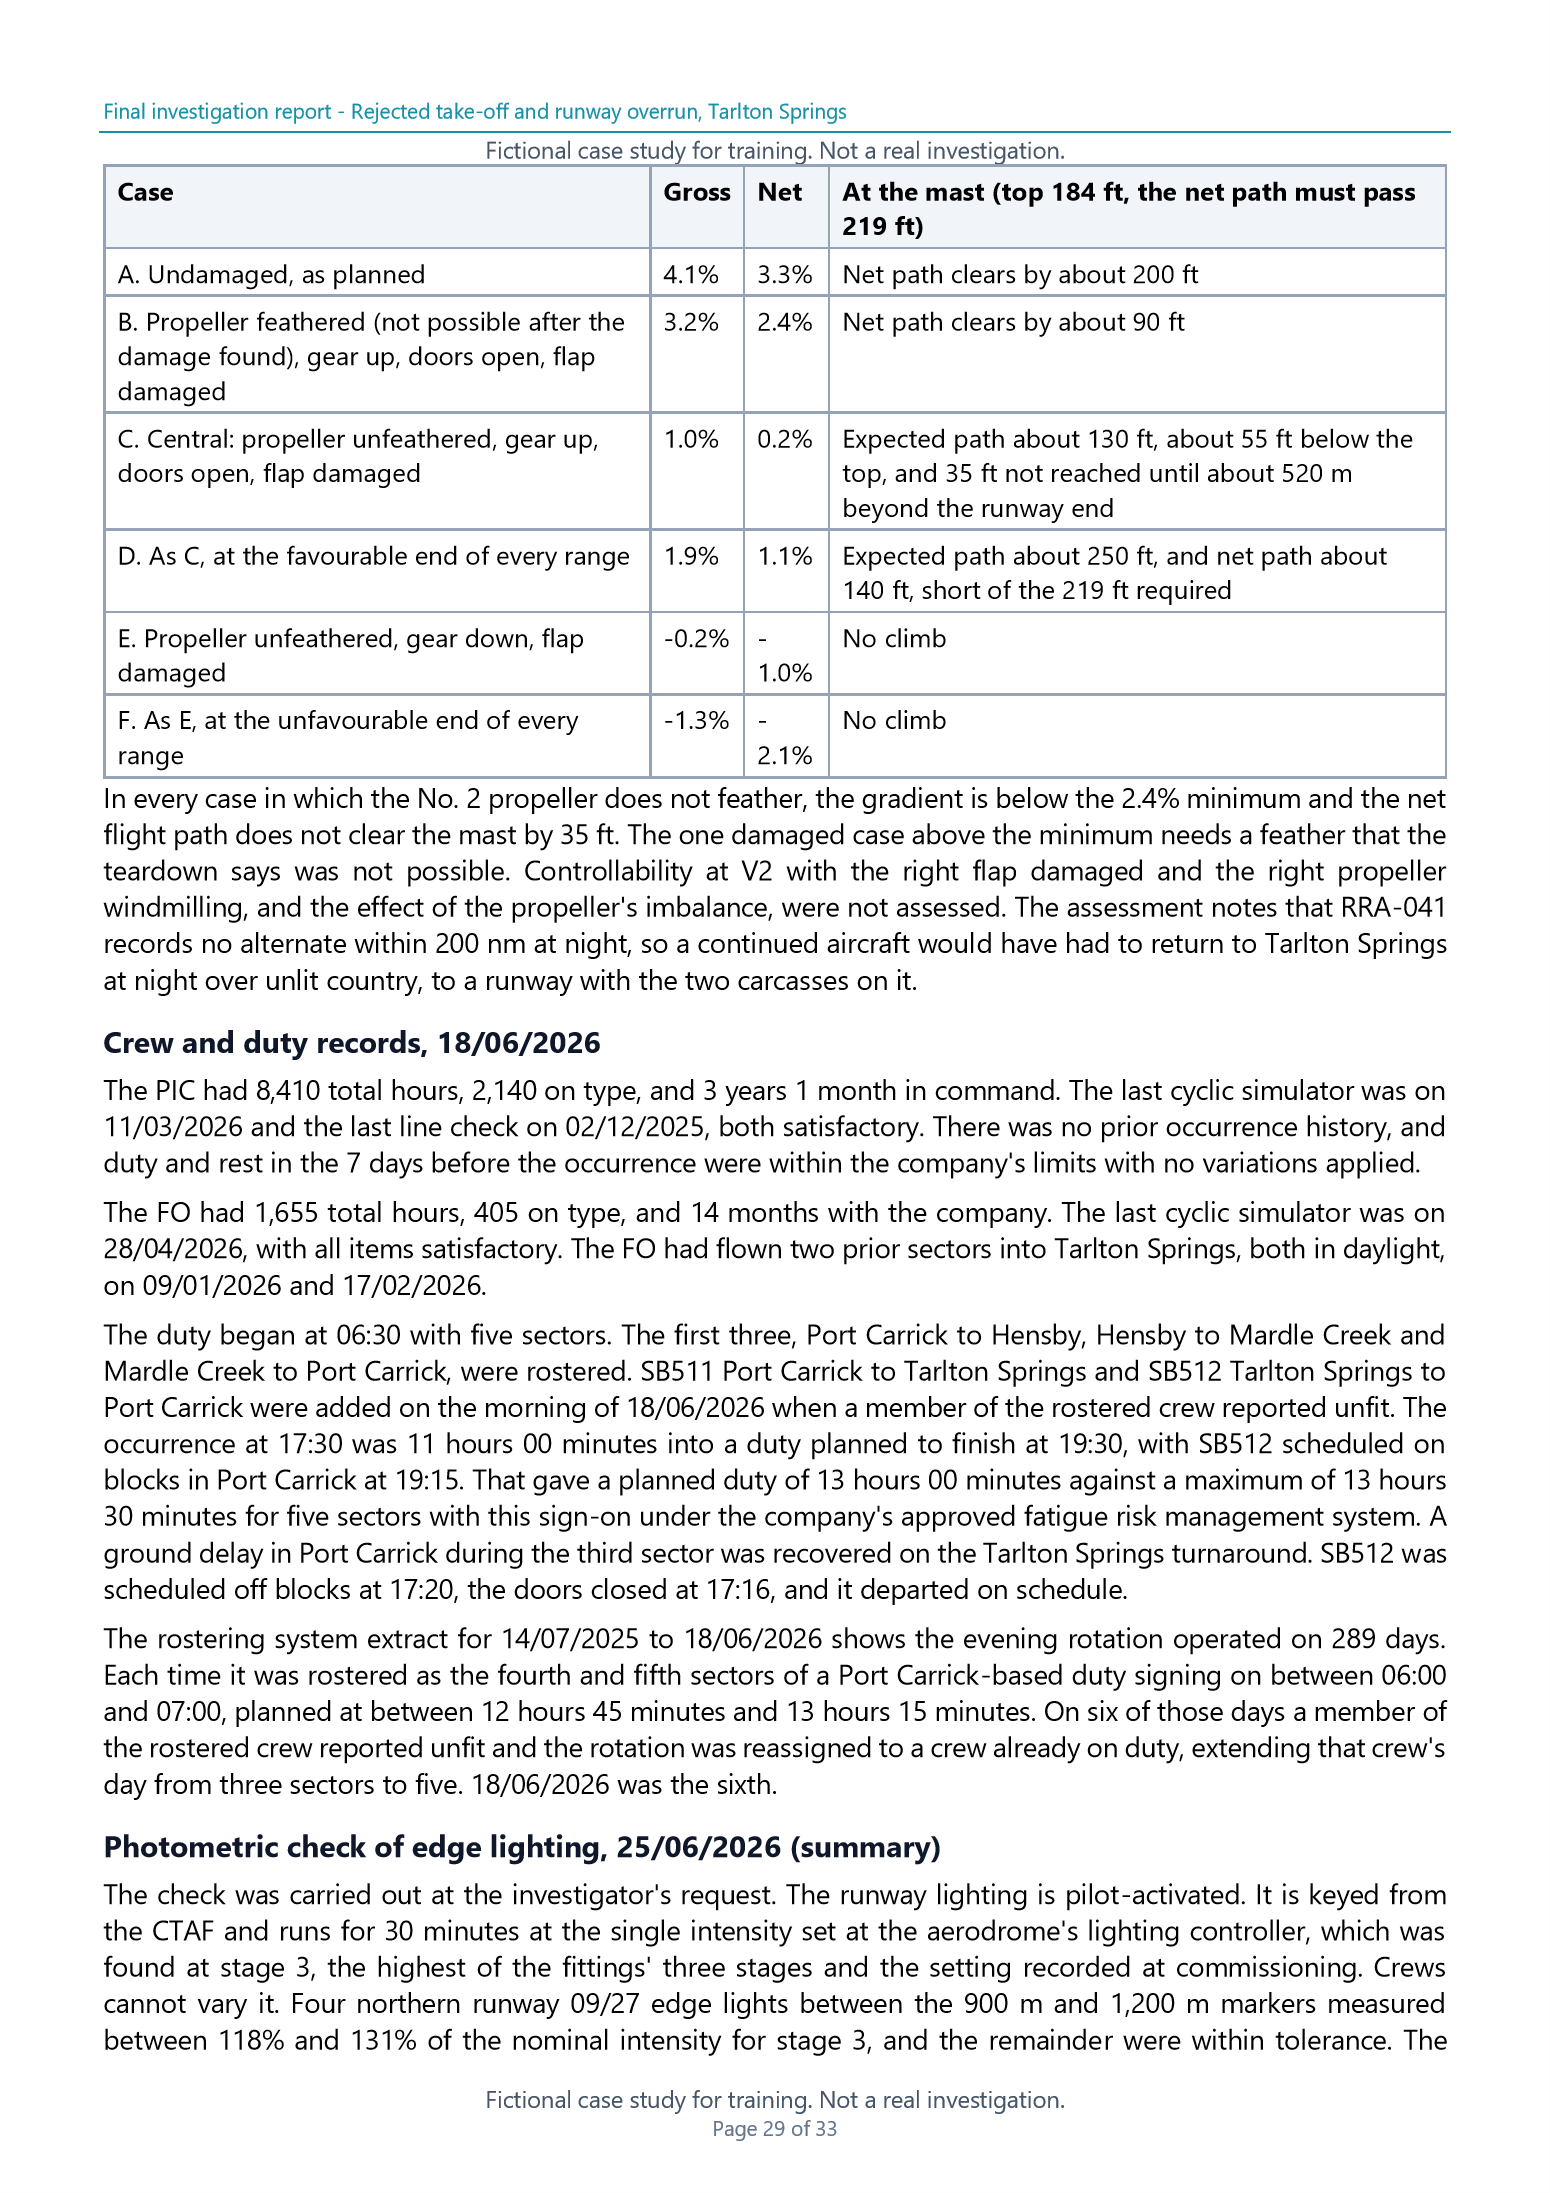 Final investigation report - Rejected take-off and runway overrun, Tarlton Springs
Fictional case study for training. Not a real investigation.
Case
Gross
Net
At the mast (top 184 ft, the net path must pass
219 ft)
A. Undamaged, as planned
4.1%
3.3%
Net path clears by about 200 ft
B. Propeller feathered (not possible after the
damage found), gear up, doors open, flap
damaged
3.2%
2.4%
Net path clears by about 90 ft
C. Central: propeller unfeathered, gear up,
doors open, flap damaged
1.0%
0.2%
Expected path about 130 ft, about 55 ft below the
top, and 35 ft not reached until about 520 m
beyond the runway end
D. As C, at the favourable end of every range
1.9%
1.1%
Expected path about 250 ft, and net path about
140 ft, short of the 219 ft required
E. Propeller unfeathered, gear down, flap
damaged
-0.2%
-
1.0%
No climb
F. As E, at the unfavourable end of every
range
-1.3%
-
2.1%
No climb
In every case in which the No. 2 propeller does not feather, the gradient is below the 2.4% minimum and the net
flight path does not clear the mast by 35 ft. The one damaged case above the minimum needs a feather that the
teardown says was not possible. Controllability at V2 with the right flap damaged and the right propeller
windmilling, and the effect of the propeller's imbalance, were not assessed. The assessment notes that RRA-041
records no alternate within 200 nm at night, so a continued aircraft would have had to return to Tarlton Springs
at night over unlit country, to a runway with the two carcasses on it.
Crew and duty records, 18/06/2026
The PIC had 8,410 total hours, 2,140 on type, and 3 years 1 month in command. The last cyclic simulator was on
11/03/2026 and the last line check on 02/12/2025, both satisfactory. There was no prior occurrence history, and
duty and rest in the 7 days before the occurrence were within the company's limits with no variations applied.
The FO had 1,655 total hours, 405 on type, and 14 months with the company. The last cyclic simulator was on
28/04/2026, with all items satisfactory. The FO had flown two prior sectors into Tarlton Springs, both in daylight,
on 09/01/2026 and 17/02/2026.
The duty began at 06:30 with five sectors. The first three, Port Carrick to Hensby, Hensby to Mardle Creek and
Mardle Creek to Port Carrick, were rostered. SB511 Port Carrick to Tarlton Springs and SB512 Tarlton Springs to
Port Carrick were added on the morning of 18/06/2026 when a member of the rostered crew reported unfit. The
occurrence at 17:30 was 11 hours 00 minutes into a duty planned to finish at 19:30, with SB512 scheduled on
blocks in Port Carrick at 19:15. That gave a planned duty of 13 hours 00 minutes against a maximum of 13 hours
30 minutes for five sectors with this sign-on under the company's approved fatigue risk management system. A
ground delay in Port Carrick during the third sector was recovered on the Tarlton Springs turnaround. SB512 was
scheduled off blocks at 17:20, the doors closed at 17:16, and it departed on schedule.
The rostering system extract for 14/07/2025 to 18/06/2026 shows the evening rotation operated on 289 days.
Each time it was rostered as the fourth and fifth sectors of a Port Carrick-based duty signing on between 06:00
and 07:00, planned at between 12 hours 45 minutes and 13 hours 15 minutes. On six of those days a member of
the rostered crew reported unfit and the rotation was reassigned to a crew already on duty, extending that crew's
day from three sectors to five. 18/06/2026 was the sixth.
Photometric check of edge lighting, 25/06/2026 (summary)
The check was carried out at the investigator's request. The runway lighting is pilot-activated. It is keyed from
the CTAF and runs for 30 minutes at the single intensity set at the aerodrome's lighting controller, which was
found at stage 3, the highest of the fittings' three stages and the setting recorded at commissioning. Crews
cannot vary it. Four northern runway 09/27 edge lights between the 900 m and 1,200 m markers measured
between 118% and 131% of the nominal intensity for stage 3, and the remainder were within tolerance. The
Fictional case study for training. Not a real investigation.
Page 29 of 33